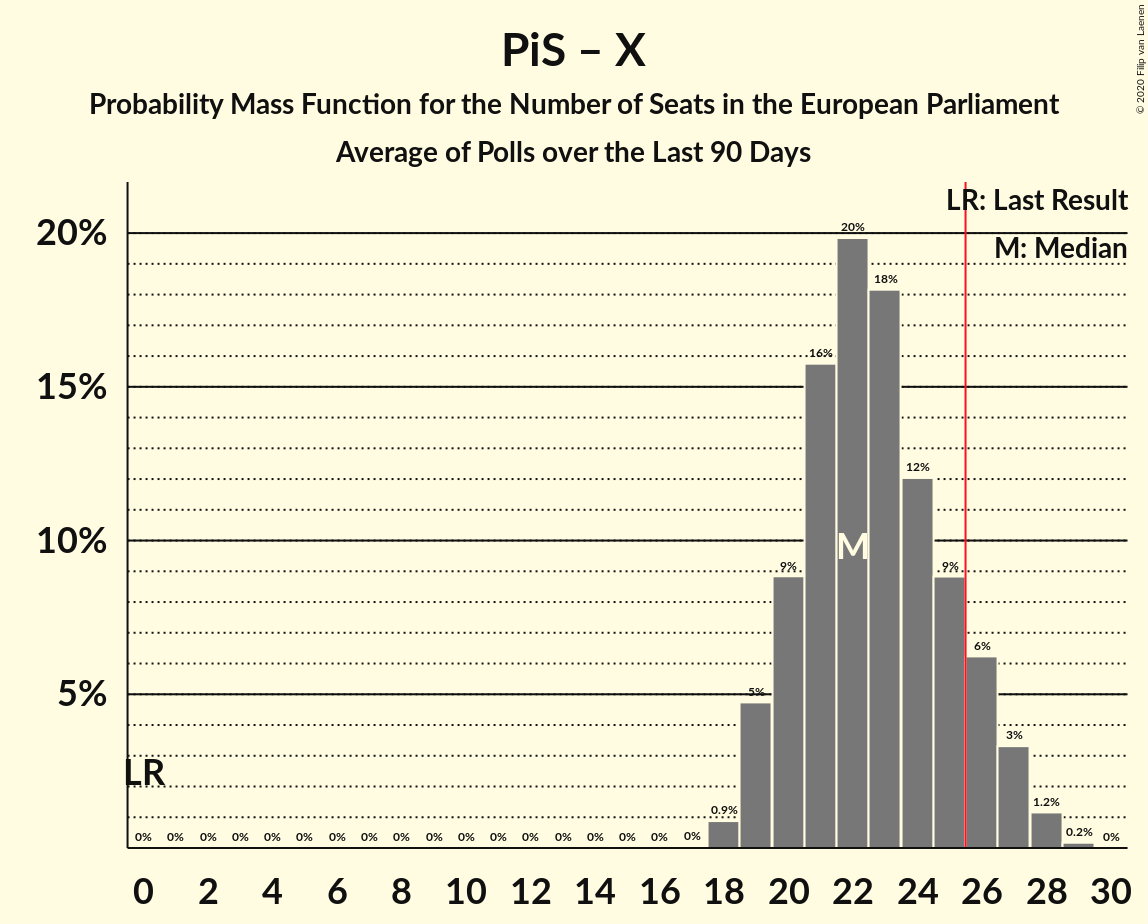 PiS – X
Probability Mass Function for the Number of Seats in the European Parliament
Average of Polls over the Last 90 Days
© 2020 Filip van Laenen
LR: Last Result
M: Median
20%
15%
10%
5%
LR
M
0% 0% 0% 0% 0% 0% 0% 0% 0% 0% 0% 0% 0% 0% 0% 0% 0% 0% 0.9% 5% 9% 16% 20% 18% 12% 9% 6% 3% 1.2% 0.2% 0%
0 2 4 6 8 10 12 14 16 18 20 22 24 26 28 30